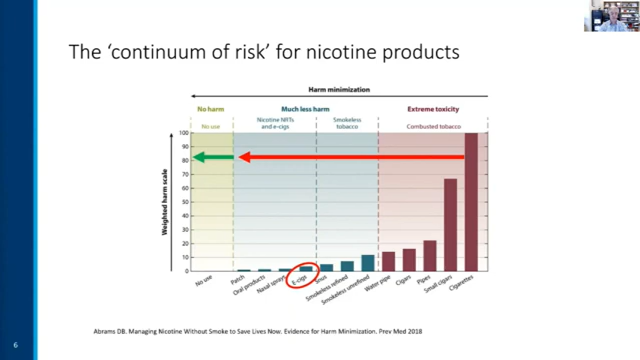 The 'continuum of risk' for nicotine products
Harm minimization
No harm
Much less harm
Extreme toxicity
No use
Nicotine NRTs
and e-cigs
Smokeless
tobacco
Combusted tobacco
Weighted harm scale
100
90
80
70
60
50
40
30
20
10
0
No use
Patch
Oral products
Nasal sprays
E-cigs
Snus
Smokeless refined
Smokeless unrefined
Water pipe
Cigars
Pipes
Small cigars
Cigarettes
Abrams DB. Managing Nicotine Without Smoke to Save Lives Now. Evidence for Harm Minimization. Prev Med 2018
6